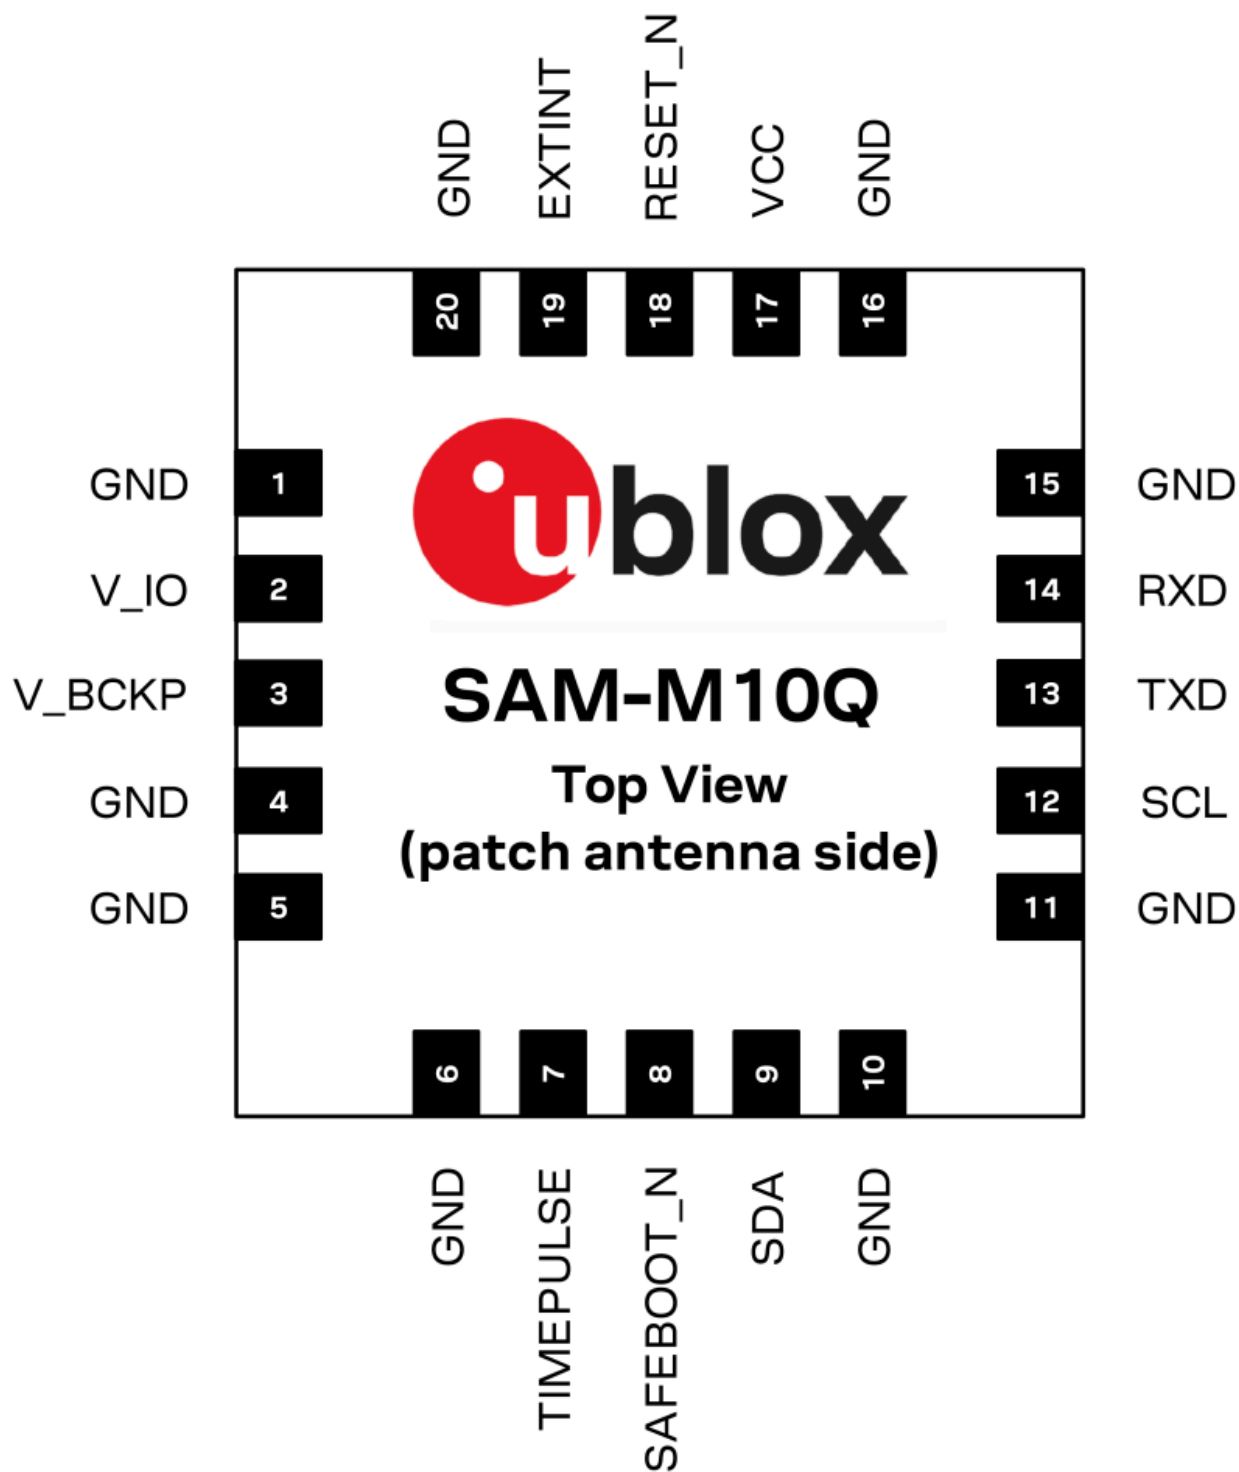 GND
EXTINT
RESET_N
VCC
GND
20
19
18
17
16
GND 1
V_IO 2
V_BCKP 3
GND 4
GND 5
ublox
SAM-M10Q
Top View
(patch antenna side)
15 GND
14 RXD
13 TXD
12 SCL
11 GND
6
7
8
9
10
GND
TIMEPULSE
SAFEBOOT_N
SDA
GND